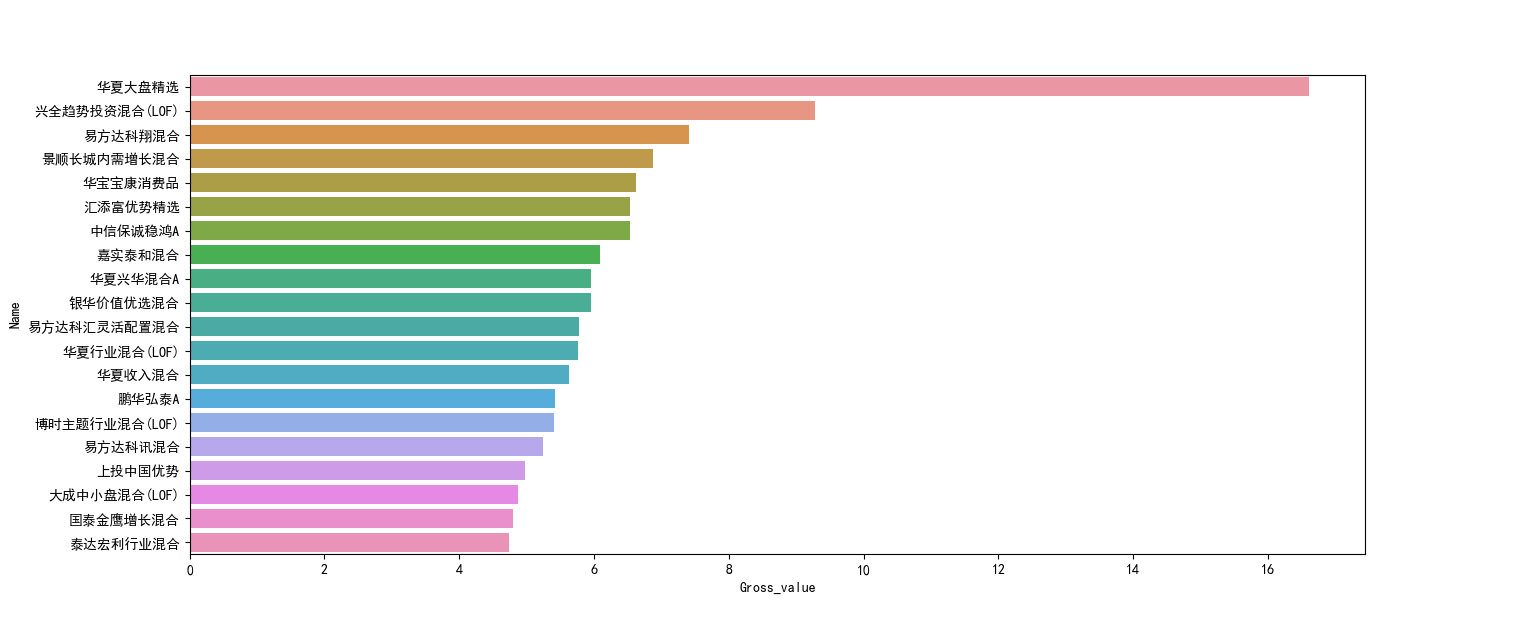 华夏大盘精选
兴全趋势投资混合(LOF)
易方达科翔混合
景顺长城内需增长混合
华宝宝康消费品
汇添富优势精选
中信保诚稳鸿A
嘉实泰和混合
华夏兴华混合A
银华价值优选混合
易方达科汇灵活配置混合
华夏行业混合(LOF)
华夏收入混合
鹏华弘泰A
博时主题行业混合(LOF)
易方达科讯混合
上投中国优势
大成中小盘混合(LOF)
国泰金鹰增长混合
泰达宏利行业混合
Name
0 2 4 6 8 10 12 14 16
Gross_value